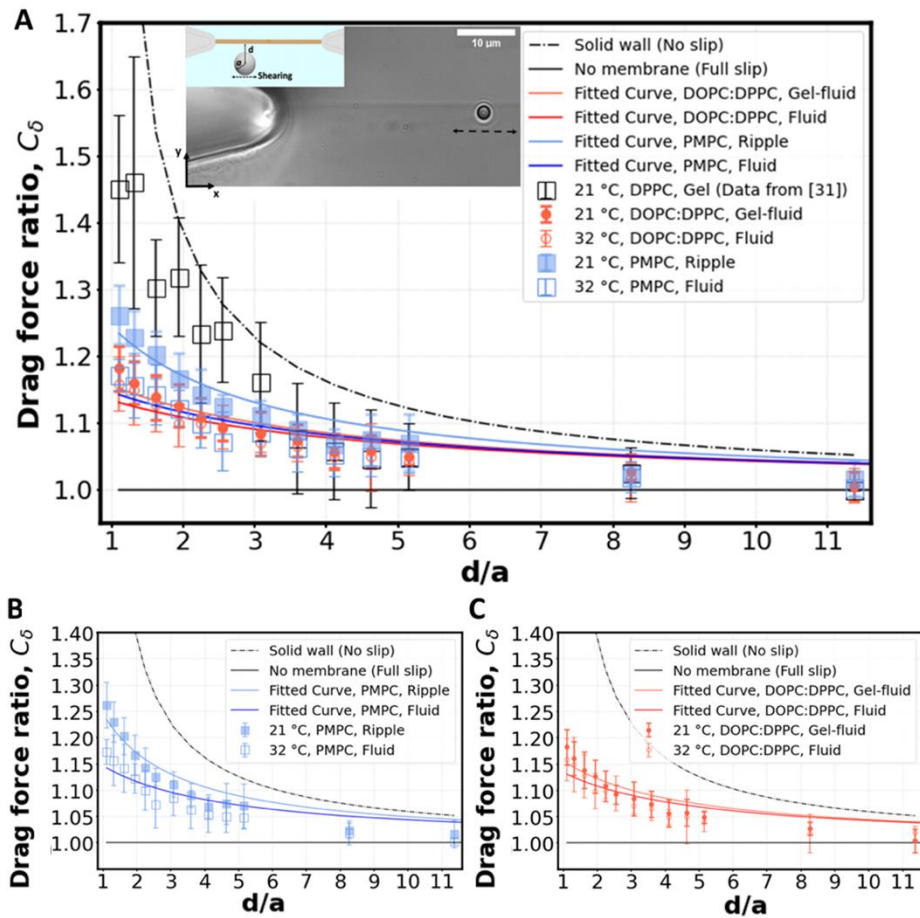 A
Drag force ratio, Cδ
1.7
1.6
1.5
1.4
1.3
1.2
1.1
1.0
d
a
Shearing
10 μm
y
x
Solid wall (No slip)
No membrane (Full slip)
Fitted Curve, DOPC:DPPC, Gel-fluid
Fitted Curve, DOPC:DPPC, Fluid
Fitted Curve, PMPC, Ripple
Fitted Curve, PMPC, Fluid
21 °C, DPPC, Gel (Data from [31])
21 °C, DOPC:DPPC, Gel-fluid
32 °C, DOPC:DPPC, Fluid
21 °C, PMPC, Ripple
32 °C, PMPC, Fluid
1 2 3 4 5 6 7 8 9 10 11
d/a
B
Drag force ratio, Cδ
1.40
1.35
1.30
1.25
1.20
1.15
1.10
1.05
1.00
Solid wall (No slip)
No membrane (Full slip)
Fitted Curve, PMPC, Ripple
Fitted Curve, PMPC, Fluid
21 °C, PMPC, Ripple
32 °C, PMPC, Fluid
1 2 3 4 5 6 7 8 9 10 11
d/a
C
Drag force ratio, Cδ
1.40
1.35
1.30
1.25
1.20
1.15
1.10
1.05
1.00
Solid wall (No slip)
No membrane (Full slip)
Fitted Curve, DOPC:DPPC, Gel-fluid
Fitted Curve, DOPC:DPPC, Fluid
21 °C, DOPC:DPPC, Gel-fluid
32 °C, DOPC:DPPC, Fluid
1 2 3 4 5 6 7 8 9 10 11
d/a